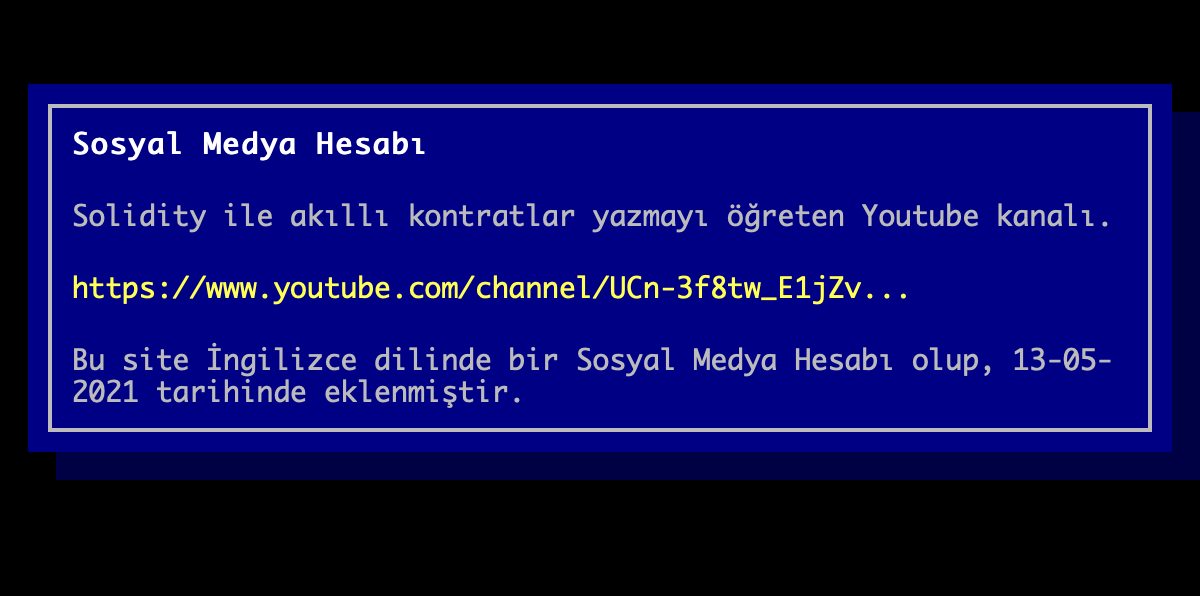 Sosyal Medya Hesabı
Solidity ile akıllı kontratlar yazmayı öğreten Youtube kanalı.
https://www.youtube.com/channel/UCn-3f8tw_E1jZv...
Bu site İngilizce dilinde bir Sosyal Medya Hesabı olup, 13-05-
2021 tarihinde eklenmiştir.